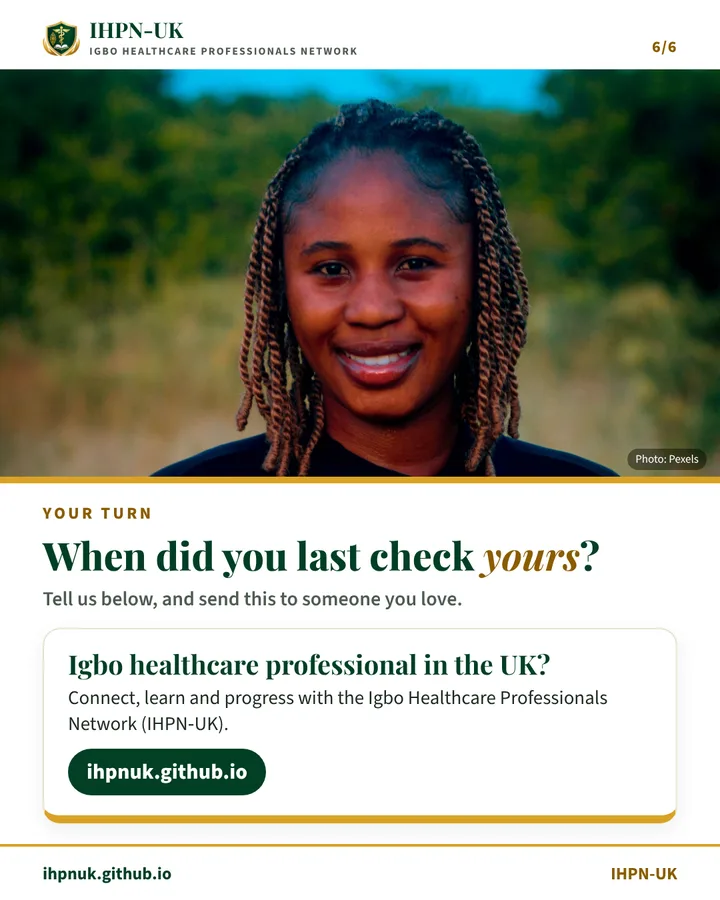 IHPN-UK
IGBO HEALTHCARE PROFESSIONALS NETWORK
6/6
Photo: Pexels
YOUR TURN
When did you last check yours?
Tell us below, and send this to someone you love.
Igbo healthcare professional in the UK?
Connect, learn and progress with the Igbo Healthcare Professionals
Network (IHPN-UK).
ihpnuk.github.io
ihpnuk.github.io
IHPN-UK